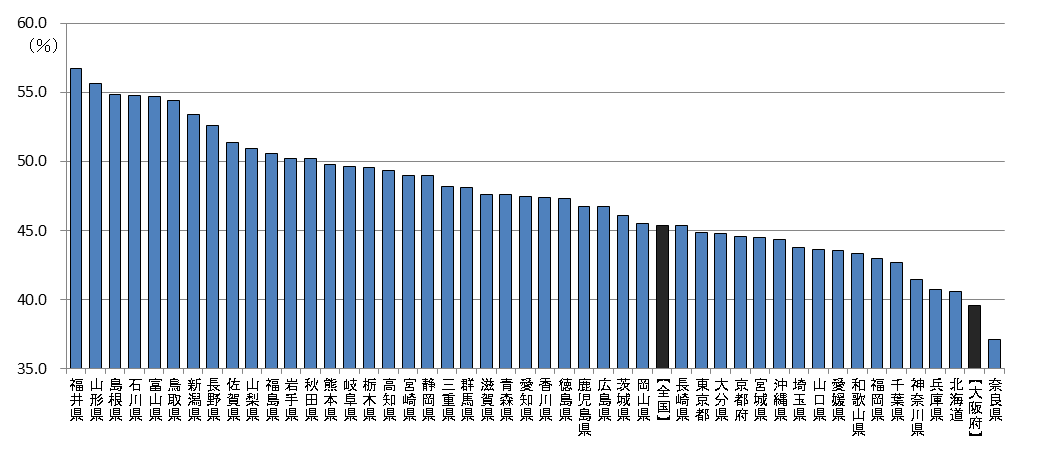 60.0
（%）
55.0
50.0
45.0
40.0
35.0
福井県
山形県
島根県
石川県
富山県
鳥取県
新潟県
長野県
佐賀県
山梨県
福島県
岩手県
秋田県
熊本県
岐阜県
栃木県
高知県
宮崎県
静岡県
三重県
群馬県
滋賀県
青森県
愛知県
香川県
徳島県
鹿児島県
広島県
茨城県
岡山県
【全国】
長崎県
東京都
大分県
京都府
宮城県
沖縄県
埼玉県
山口県
愛媛県
和歌山県
福岡県
千葉県
神奈川県
兵庫県
北海道
【大阪府】
奈良県